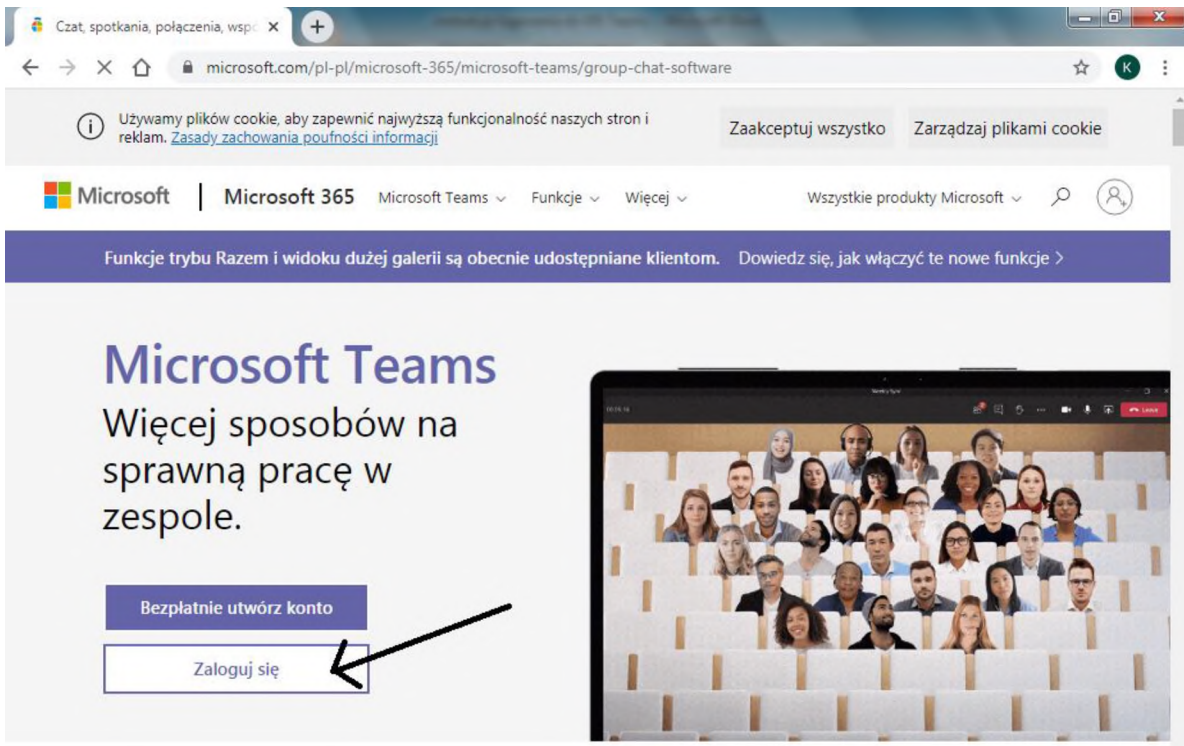 Czat, spotkania, połączenia, wspó
microsoft.com/pl-pl/microsoft-365/microsoft-teams/group-chat-software
K
Używamy plików cookie, aby zapewnić najwyższą funkcjonalność naszych stron i
reklam. Zasady zachowania poufności informacji
Zaakceptuj wszystko
Zarządzaj plikami cookie
Microsoft
Microsoft 365
Microsoft Teams
Funkcje
Więcej
Wszystkie produkty Microsoft
Funkcje trybu Razem i widoku dużej galerii są obecnie udostępniane klientom. Dowiedz się, jak włączyć te nowe funkcje >
Microsoft Teams
Więcej sposobów na
sprawną pracę w
zespole.
Bezpłatnie utwórz konto
Zaloguj się
Leave